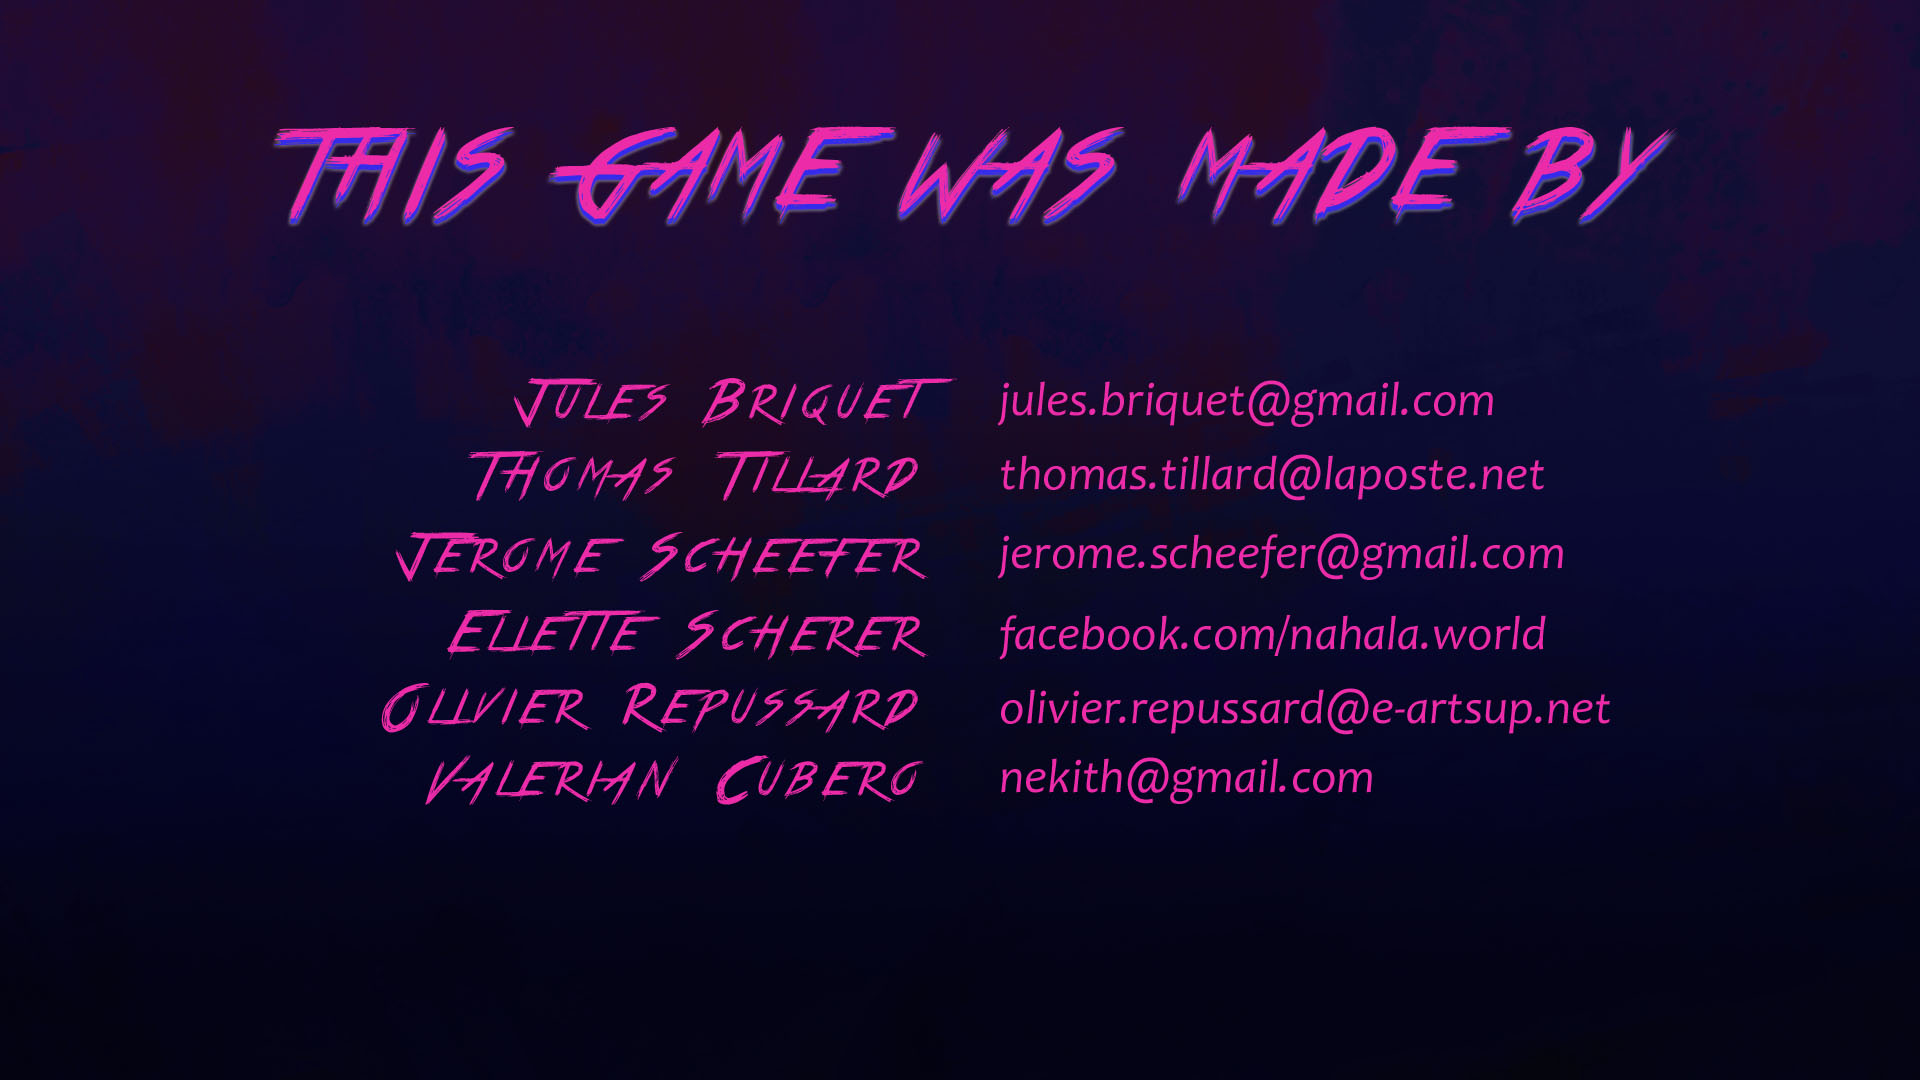 This Game was made by
Jules Briquet jules.briquet@gmail.com
Thomas Tillard thomas.tillard@laposte.net
Jerome Scheefer jerome.scheefer@gmail.com
Ellette Scherer facebook.com/nahala.world
Olivier Repussard olivier.repussard@e-artsup.net
Valerian Cubero nekith@gmail.com